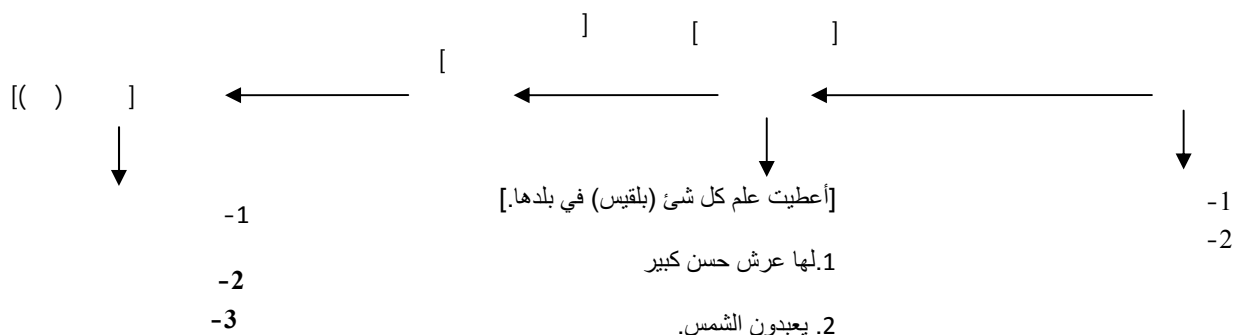 [ ]
[ ]
[( ) ]
[أعطيت علم كل شئ (بلقيس) في بلدها.]
1.لها عرش حسن كبير
2. يعبدون الشمس.
-1
-2
-1
-2
-3